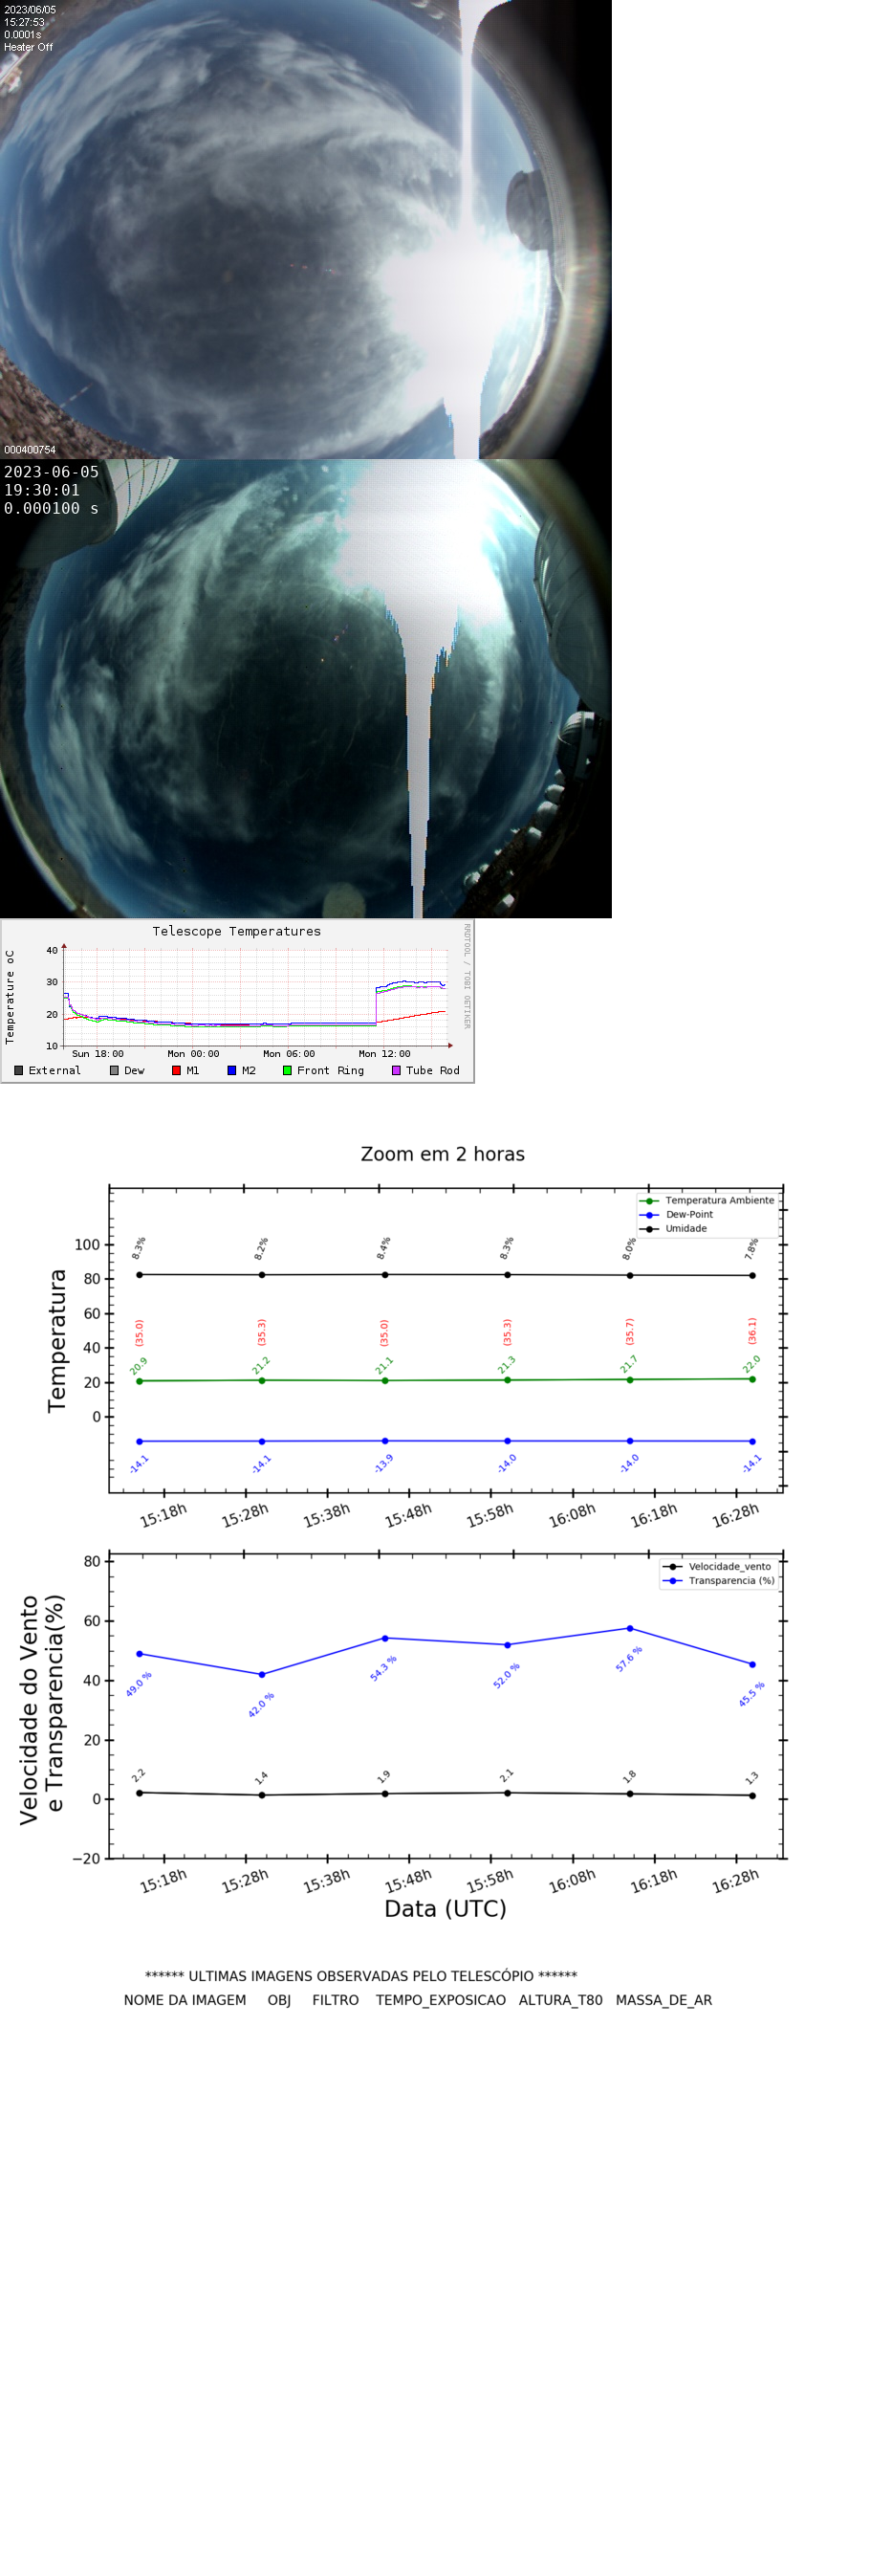 2023/06/05
15:27:53
0.0001s
Heater Off
000400754
2023-06-05
19:30:01
0.000100 s
Telescope Temperatures
RRDTOOL / TOBI OETIKER
Temperature oC
40
30
20
10
Sun 18:00 Mon 00:00 Mon 06:00 Mon 12:00
External Dew M1 M2 Front Ring Tube Rod
Zoom em 2 horas
Temperatura Ambiente
Dew-Point
Umidade
Temperatura
100
80
60
40
20
0
8.3% 8.2% 8.4% 8.3% 8.0% 7.8%
(35.0) (35.3) (35.0) (35.3) (35.7) (36.1)
20.9 21.2 21.1 21.3 21.7 22.0
-14.1 -14.1 -13.9 -14.0 -14.0 -14.1
15:18h 15:28h 15:38h 15:48h 15:58h 16:08h 16:18h 16:28h
Velocidade_vento
Transparencia (%)
Velocidade do Vento
e Transparencia(%)
80
60
40
20
0
−20
49.0 % 42.0 % 54.3 % 52.0 % 57.6 % 45.5 %
2.2 1.4 1.9 2.1 1.8 1.3
15:18h 15:28h 15:38h 15:48h 15:58h 16:08h 16:18h 16:28h
Data (UTC)
****** ULTIMAS IMAGENS OBSERVADAS PELO TELESCÓPIO ******
NOME DA IMAGEM OBJ FILTRO TEMPO_EXPOSICAO ALTURA_T80 MASSA_DE_AR